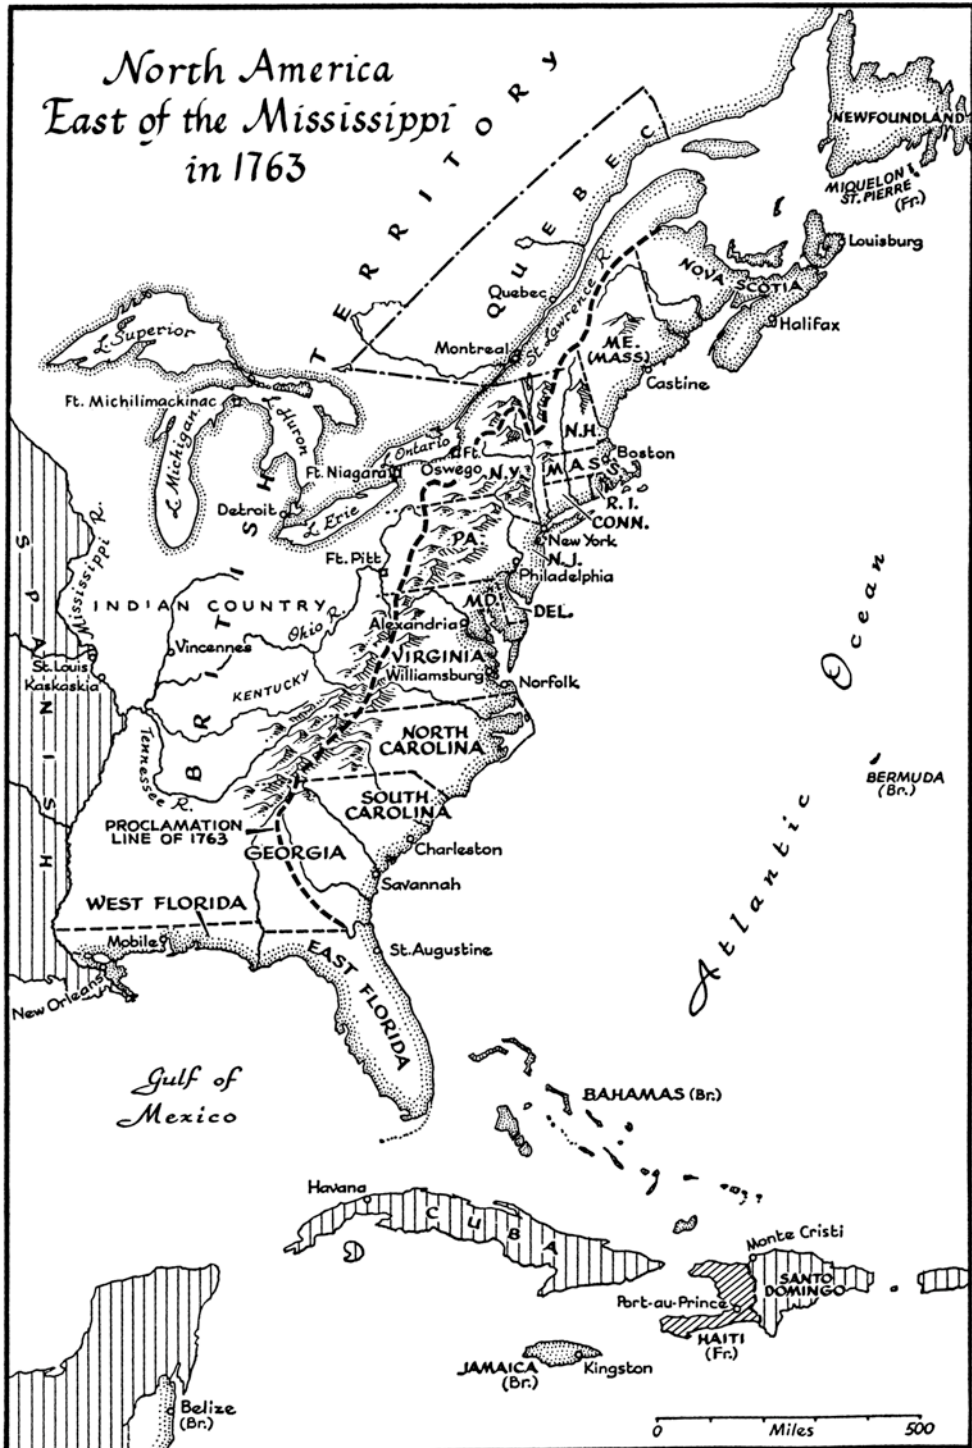 North America
East of the Mississippi
in 1763
BRITISH TERRITORY
QUEBEC
NEWFOUNDLAND
MIQUELON
ST. PIERRE
(Fr.)
Louisburg
NOVA SCOTIA
Halifax
Quebec
St. Lawrence R.
Montreal
ME.
(MASS)
Castine
L. Superior
Ft. Michilimackinac
L. Huron
L. Michigan
L. Ontario
Ft.
Oswego
Ft. Niagara
N.Y.
N.H.
Boston
MASS.
R.I.
CONN.
Detroit
L. Erie
New York
N.J.
PA.
Philadelphia
Ft. Pitt
Mississippi R.
SPANISH
INDIAN COUNTRY
Ohio R.
MD.
DEL.
Alexandria
Vincennes
VIRGINIA
St. Louis
Kaskaskia
Williamsburg
Norfolk
KENTUCKY
Tennessee R.
NORTH
CAROLINA
SOUTH
CAROLINA
PROCLAMATION
LINE OF 1763
GEORGIA
Charleston
Savannah
Atlantic Ocean
BERMUDA
(Br.)
WEST FLORIDA
Mobile
St. Augustine
EAST FLORIDA
New Orleans
Gulf of
Mexico
BAHAMAS (Br.)
Havana
CUBA
Monte Cristi
SANTO
DOMINGO
Port-au-Prince
HAITI
(Fr.)
JAMAICA
(Br.)
Kingston
Belize
(Br.)
0 Miles 500